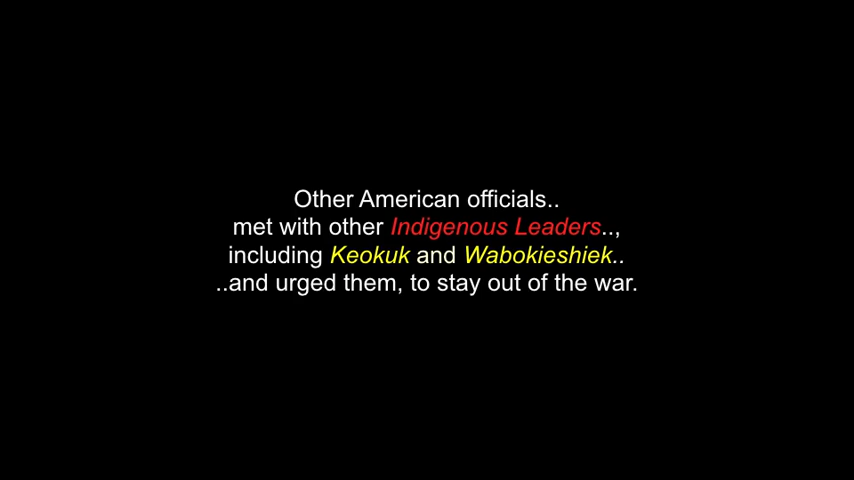 Other American officials..
met with other Indigenous Leaders..,
including Keokuk and Wabokieshiek..
..and urged them, to stay out of the war.